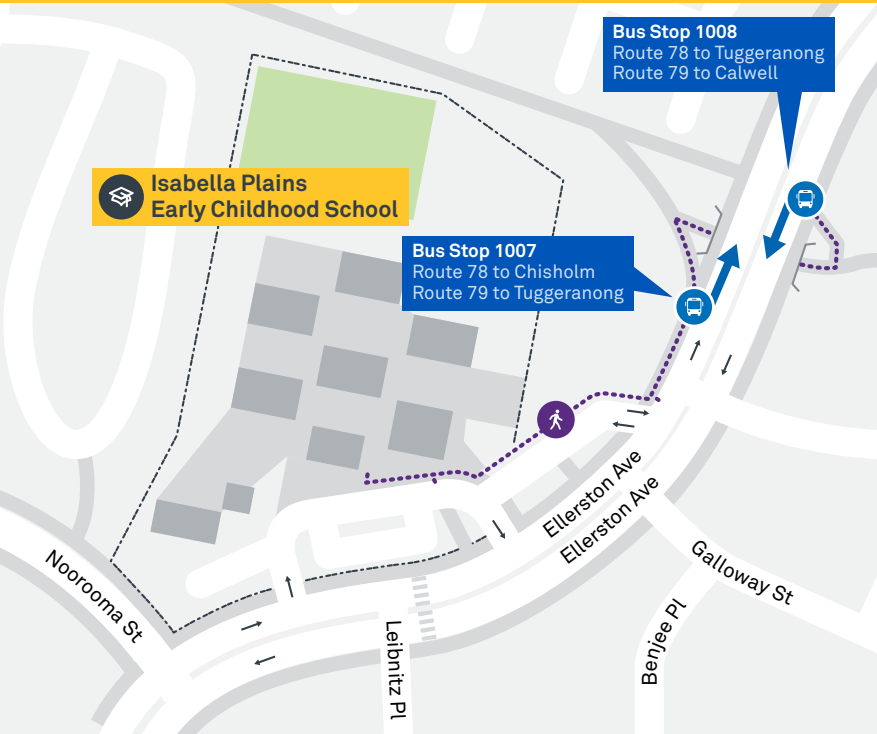 Bus Stop 1008
Route 78 to Tuggeranong
Route 79 to Calwell
Isabella Plains
Early Childhood School
Bus Stop 1007
Route 78 to Chisholm
Route 79 to Tuggeranong
Ellerston Ave
Ellerston Ave
Galloway St
Noorooma St
Benjee Pl
Leibnitz Pl